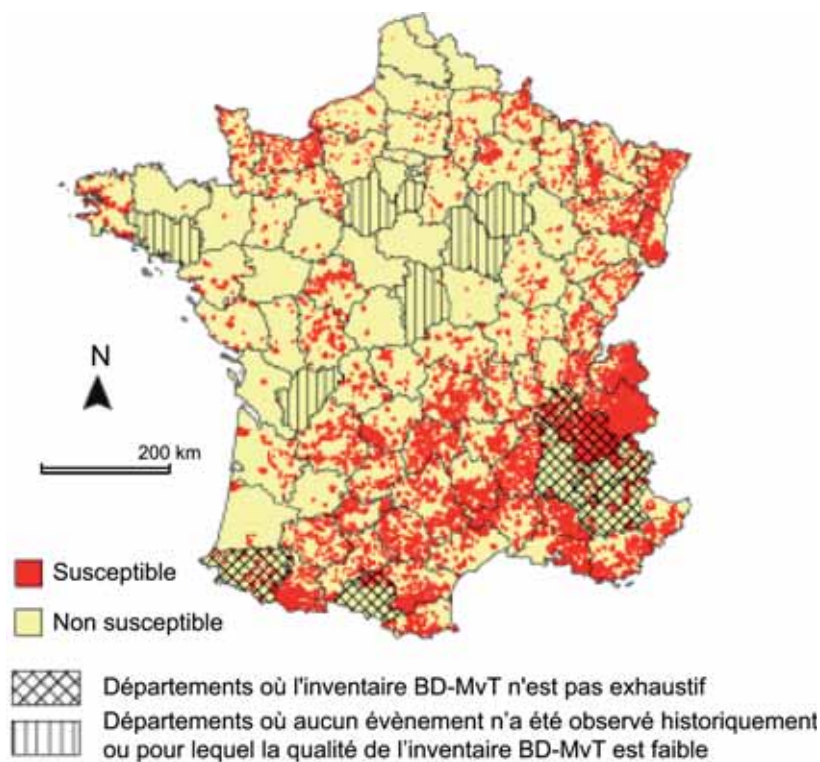 N
200 km
Susceptible
Non susceptible
Départements où l'inventaire BD-MvT n'est pas exhaustif
Départements où aucun évènement n'a été observé historiquement
ou pour lequel la qualité de l'inventaire BD-MvT est faible